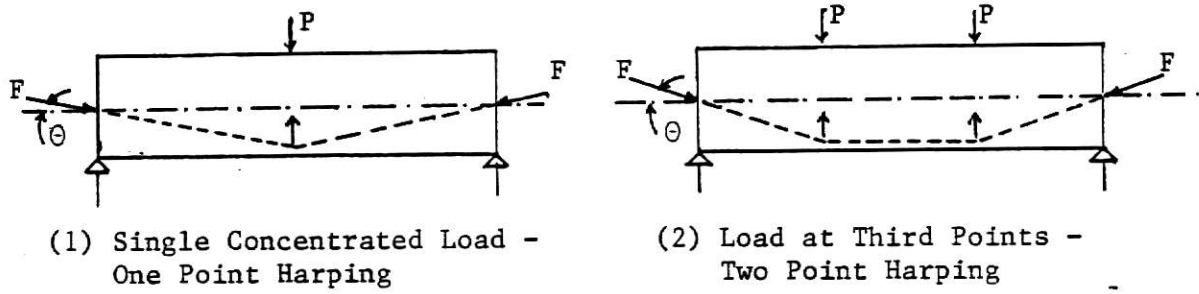 P
F
F
Θ
P
P
F
F
Θ
(1) Single Concentrated Load -
One Point Harping
(2) Load at Third Points -
Two Point Harping